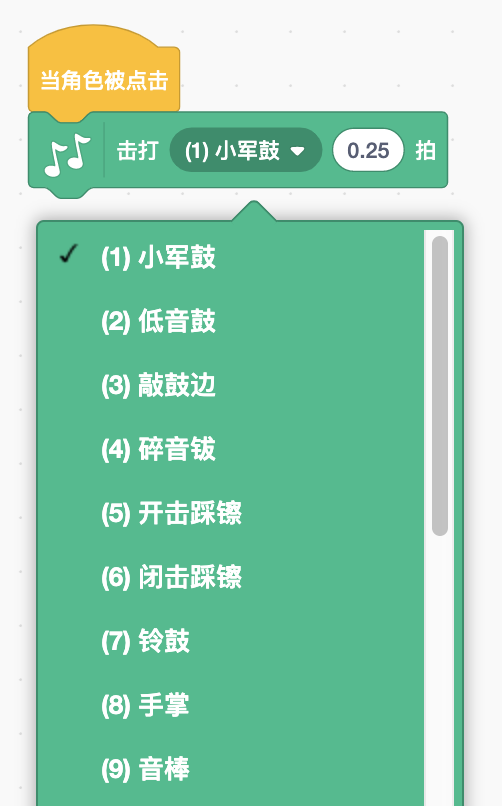 当角色被点击
击打 (1) 小军鼓 0.25 拍
(1) 小军鼓
(2) 低音鼓
(3) 敲鼓边
(4) 碎音钹
(5) 开击踩镲
(6) 闭击踩镲
(7) 铃鼓
(8) 手掌
(9) 音棒